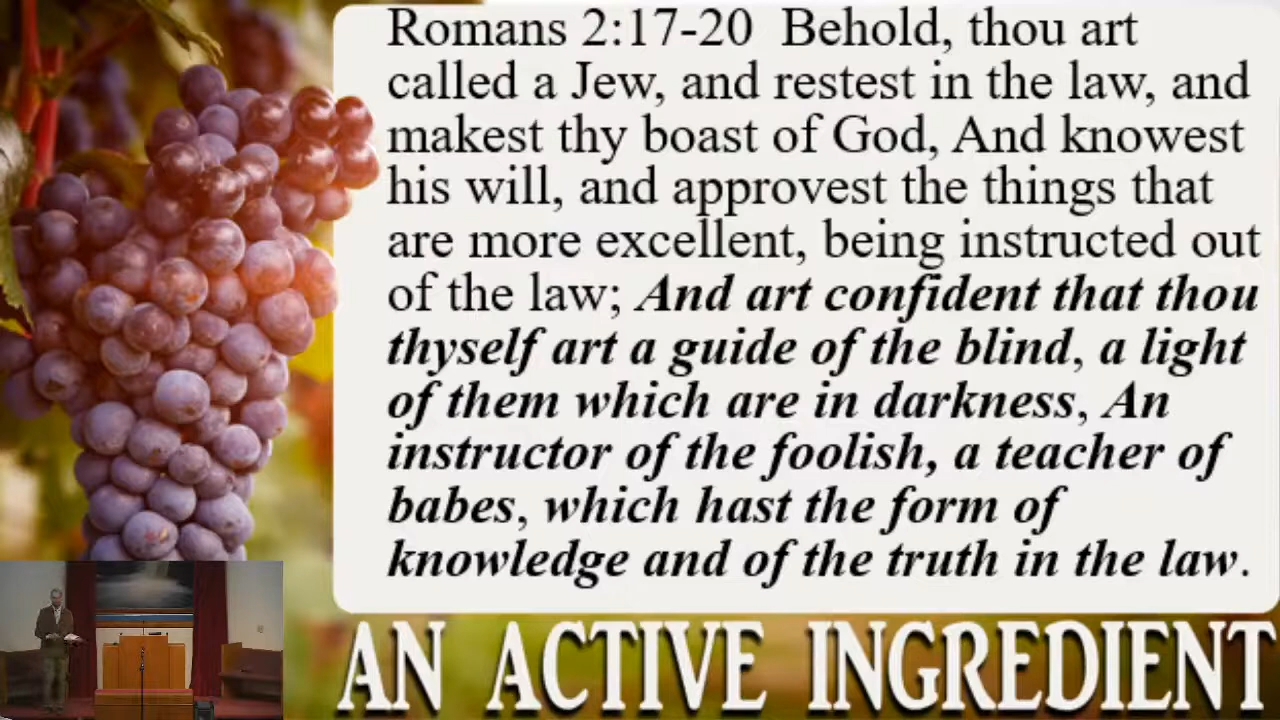 Romans 2:17-20  Behold, thou art
called a Jew, and restest in the law, and
makest thy boast of God, And knowest
his will, and approvest the things that
are more excellent, being instructed out
of the law; And art confident that thou
thyself art a guide of the blind, a light
of them which are in darkness, An
instructor of the foolish, a teacher of
babes, which hast the form of
knowledge and of the truth in the law.
AN ACTIVE INGREDIENT